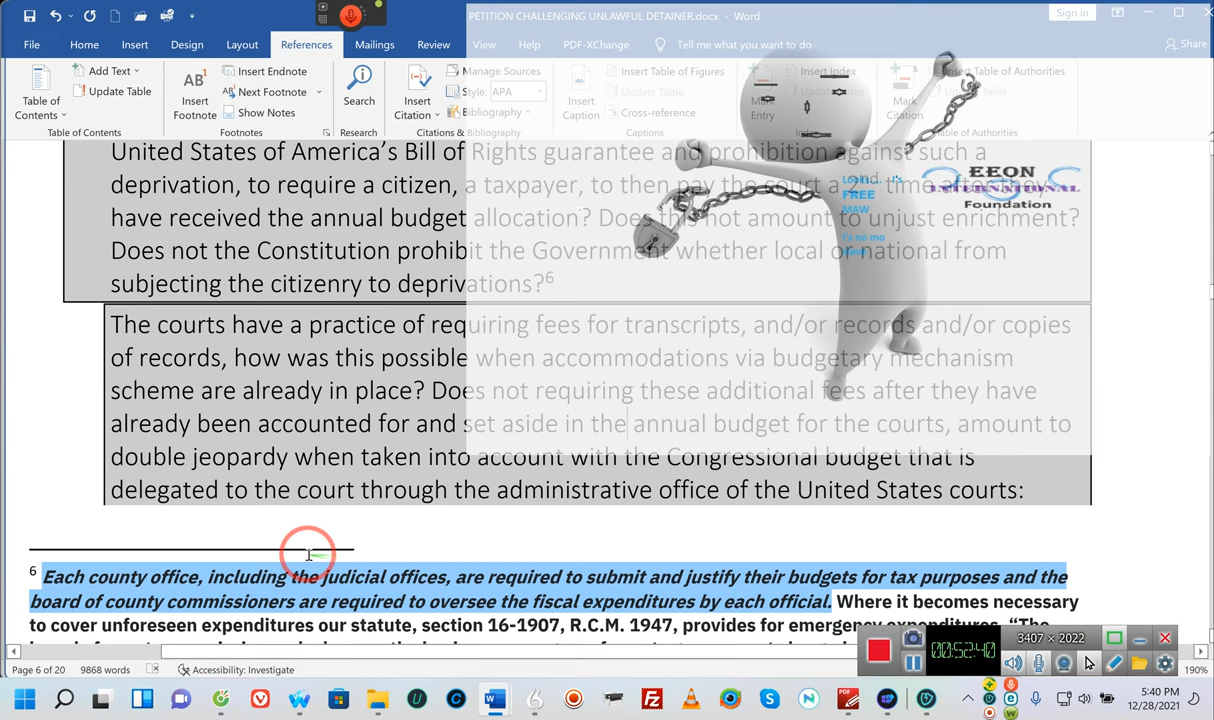 PETITION CHALLENGING UNLAWFUL DETAINER.docx - Word
Sign in
File Home Insert Design Layout References Mailings Review View Help PDF-XChange Tell me what you want to do Share
Table of Contents
Add Text
Update Table
Table of Contents
AB1
Insert Footnote
Insert Endnote
Next Footnote
Show Notes
Footnotes
Search
Research
Insert Citation
Manage Sources
Style: APA
Bibliography
Citations & Bibliography
Insert Caption
Insert Table of Figures
Update Table
Cross-reference
Captions
Mark Entry
Insert Index
Mark Citation
Insert Table of Authorities
Table of Authorities
United States of America's Bill of Rights guarantee and prohibition against such a
deprivation, to require a citizen, a taxpayer, to then pay the court a 2nd time after they
have received the annual budget allocation? Does this not amount to unjust enrichment?
Does not the Constitution prohibit the Government whether local or national from
subjecting the citizenry to deprivations?6
EEON
INTERNATIONAL
Foundation
FREE
MAW
I's no mo
The courts have a practice of requiring fees for transcripts, and/or records and/or copies
of records, how was this possible when accommodations via budgetary mechanism
scheme are already in place? Does not requiring these additional fees after they have
already been accounted for and set aside in the annual budget for the courts, amount to
double jeopardy when taken into account with the Congressional budget that is
delegated to the court through the administrative office of the United States courts:
6 Each county office, including the judicial offices, are required to submit and justify their budgets for tax purposes and the
board of county commissioners are required to oversee the fiscal expenditures by each official. Where it becomes necessary
to cover unforeseen expenditures our statute, section 16-1907, R.C.M. 1947, provides for emergency expenditures. "The
00:52:40
3407 × 2022
Page 6 of 20 9868 words Accessibility: Investigate 190%
5:40 PM
12/28/2021